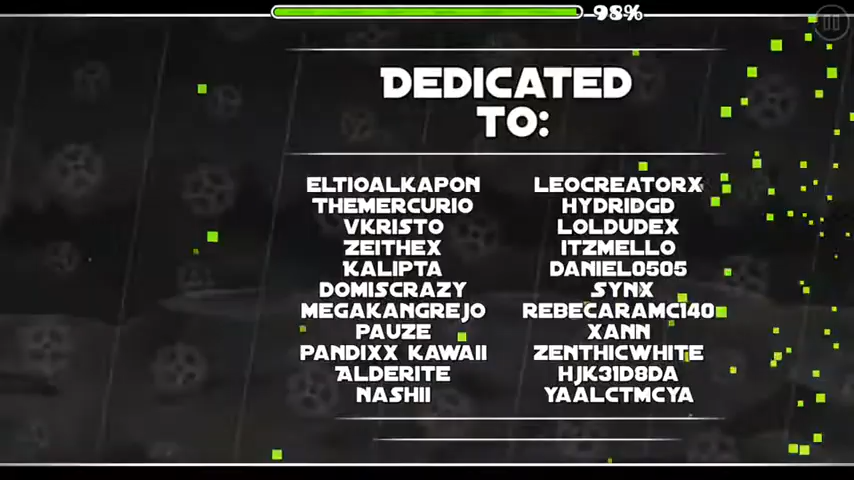 98%
DEDICATED
TO:
ELTIOALKAPON LEOCREATORX
THEMERCURIO HYDRIDGD
VKRISTO LOLDUDEX
ZEITHEX ITZMELLO
KALIPTA DANIEL0505
DOMISCRAZY SYNX
MEGAKANGREJO REBECARAMC140
PAUZE XANN
PANDIXX KAWAII ZENTHICWHITE
ALDERITE HJK31D8DA
NASHII YAALCTMCYA